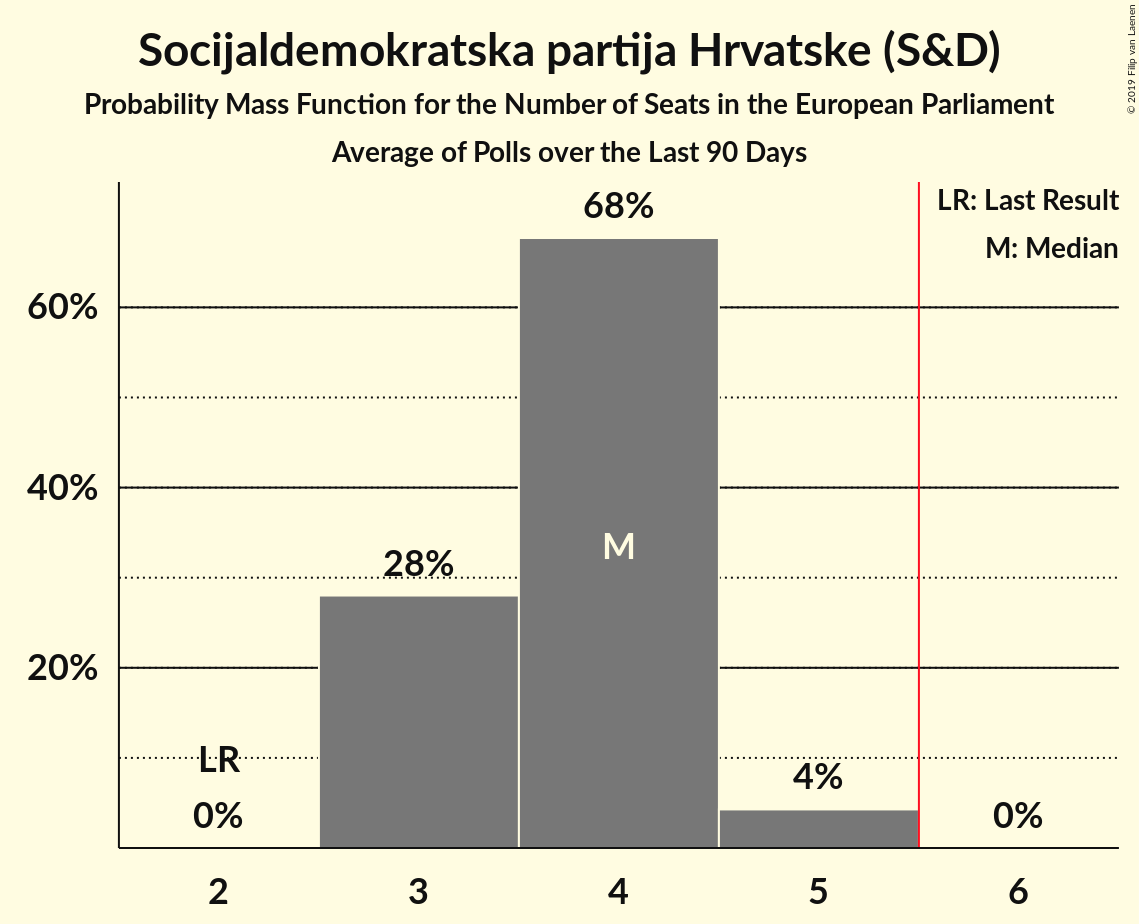 Socijaldemokratska partija Hrvatske (S&D)
Probability Mass Function for the Number of Seats in the European Parliament
Average of Polls over the Last 90 Days
© 2019 Filip van Laenen
LR: Last Result
M: Median
68%
60%
40%
M
28%
20%
LR
4%
0%
0%
2 3 4 5 6